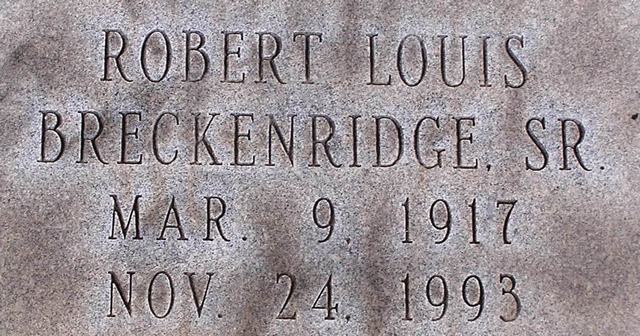 ROBERT LOUIS
BRECKENRIDGE, SR.
MAR. 9, 1917
NOV. 24, 1993